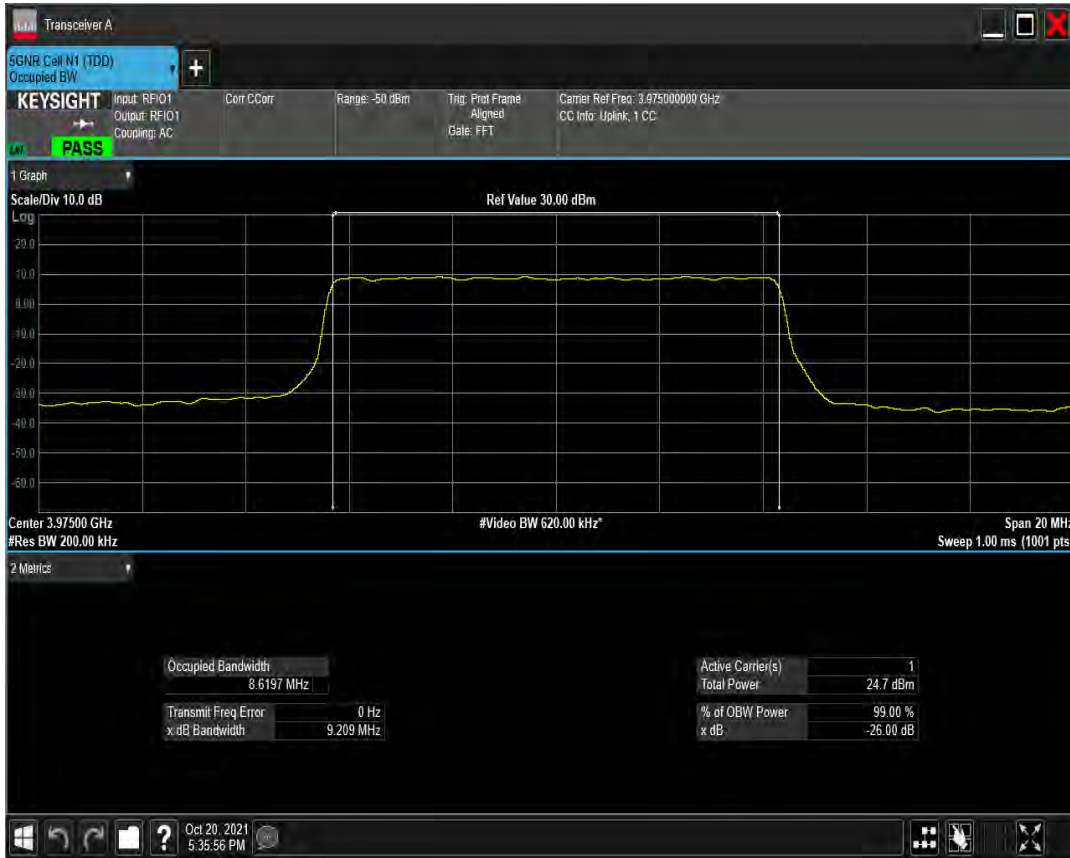 Transceiver A
5GNR Cell N1 (TDD)
Occupied BW
+
KEYSIGHT
Input: RFIO1
Output: RFIO1
Coupling: AC
Corr CCorr
Range: -50 dBm
Trig: Prot Frame
Aligned
Gate: FFT
Carrier Ref Freq: 3.975000000 GHz
CC Info: Uplink, 1 CC
PASS
1 Graph
Scale/Div 10.0 dB
Ref Value 30.00 dBm
Log
20.0
10.0
0.00
-10.0
-20.0
-30.0
-40.0
-50.0
-60.0
Center 3.97500 GHz
#Video BW 620.00 kHz*
Span 20 MHz
#Res BW 200.00 kHz
Sweep 1.00 ms (1001 pts
2 Metrics
Occupied Bandwidth
8.6197 MHz
Transmit Freq Error 0 Hz
x dB Bandwidth 9.209 MHz
Active Carrier(s) 1
Total Power 24.7 dBm
% of OBW Power 99.00 %
x dB -26.00 dB
?
Oct 20, 2021
5:35:56 PM